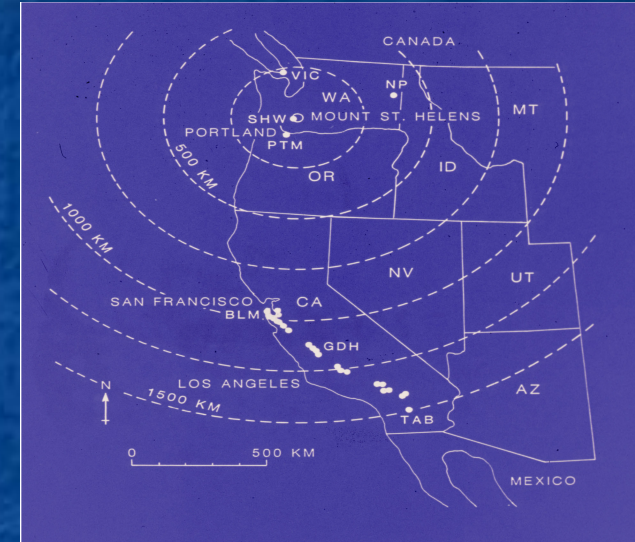 CANADA
VIC
NP
WA
MT
SHW
MOUNT ST. HELENS
PORTLAND
PTM
500 KM
ID
OR
1000 KM
NV
UT
SAN FRANCISCO
CA
BLM
GDH
LOS ANGELES
AZ
N
1500 KM
TAB
0
500 KM
MEXICO